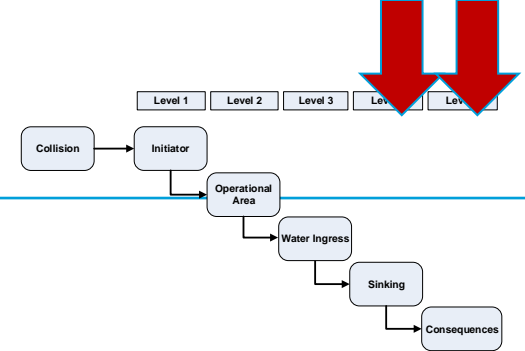 Level 1 Level 2 Level 3
Collision
Initiator
Operational
Area
Water Ingress
Sinking
Consequences